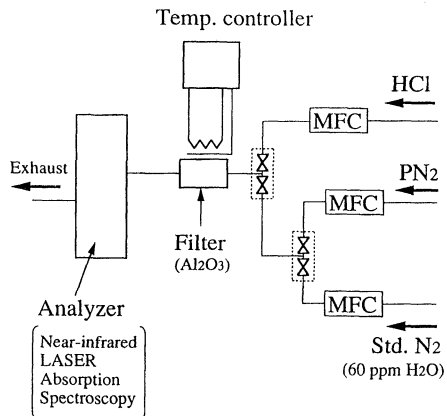 Temp. controller
HCl
MFC
Exhaust
PN2
MFC
Filter
(Al2O3)
Analyzer
MFC
Near-infrared
LASER
Absorption
Spectroscopy
Std. N2
(60 ppm H2O)